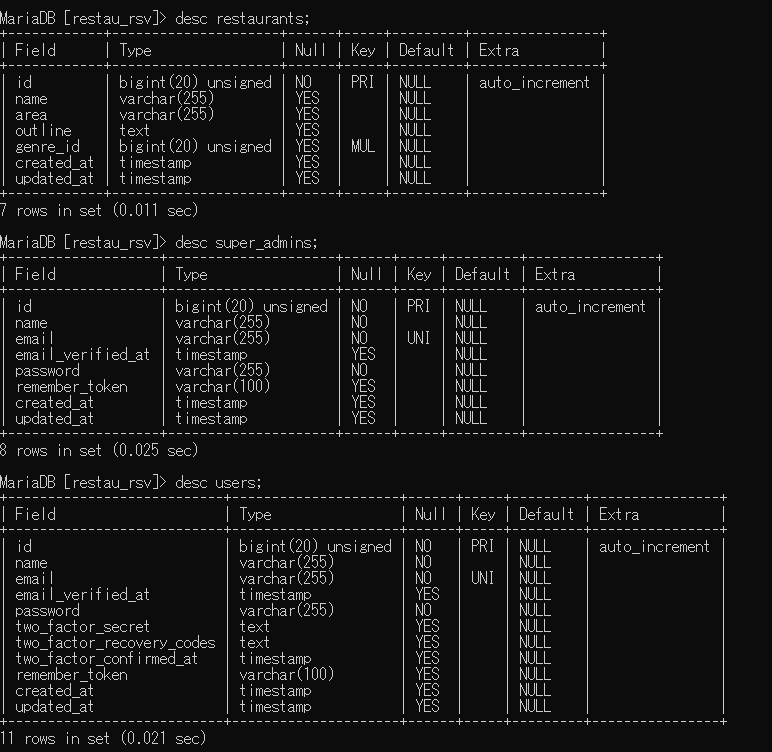 MariaDB [restau_rsv]> desc restaurants;
+------------+---------------------+------+-----+---------+----------------+
| Field      | Type                | Null | Key | Default | Extra          |
+------------+---------------------+------+-----+---------+----------------+
| id         | bigint(20) unsigned | NO   | PRI | NULL    | auto_increment |
| name       | varchar(255)        | YES  |     | NULL    |                |
| area       | varchar(255)        | YES  |     | NULL    |                |
| outline    | text                | YES  |     | NULL    |                |
| genre_id   | bigint(20) unsigned | YES  | MUL | NULL    |                |
| created_at | timestamp           | YES  |     | NULL    |                |
| updated_at | timestamp           | YES  |     | NULL    |                |
+------------+---------------------+------+-----+---------+----------------+
7 rows in set (0.011 sec)
MariaDB [restau_rsv]> desc super_admins;
+-------------------+---------------------+------+-----+---------+----------------+
| Field             | Type                | Null | Key | Default | Extra          |
+-------------------+---------------------+------+-----+---------+----------------+
| id                | bigint(20) unsigned | NO   | PRI | NULL    | auto_increment |
| name              | varchar(255)        | NO   |     | NULL    |                |
| email             | varchar(255)        | NO   | UNI | NULL    |                |
| email_verified_at | timestamp           | YES  |     | NULL    |                |
| password          | varchar(255)        | NO   |     | NULL    |                |
| remember_token    | varchar(100)        | YES  |     | NULL    |                |
| created_at        | timestamp           | YES  |     | NULL    |                |
| updated_at        | timestamp           | YES  |     | NULL    |                |
+-------------------+---------------------+------+-----+---------+----------------+
8 rows in set (0.025 sec)
MariaDB [restau_rsv]> desc users;
+---------------------------+---------------------+------+-----+---------+----------------+
| Field                     | Type                | Null | Key | Default | Extra          |
+---------------------------+---------------------+------+-----+---------+----------------+
| id                        | bigint(20) unsigned | NO   | PRI | NULL    | auto_increment |
| name                      | varchar(255)        | NO   |     | NULL    |                |
| email                     | varchar(255)        | NO   | UNI | NULL    |                |
| email_verified_at         | timestamp           | YES  |     | NULL    |                |
| password                  | varchar(255)        | NO   |     | NULL    |                |
| two_factor_secret         | text                | YES  |     | NULL    |                |
| two_factor_recovery_codes | text                | YES  |     | NULL    |                |
| two_factor_confirmed_at   | timestamp           | YES  |     | NULL    |                |
| remember_token            | varchar(100)        | YES  |     | NULL    |                |
| created_at                | timestamp           | YES  |     | NULL    |                |
| updated_at                | timestamp           | YES  |     | NULL    |                |
+---------------------------+---------------------+------+-----+---------+----------------+
11 rows in set (0.021 sec)